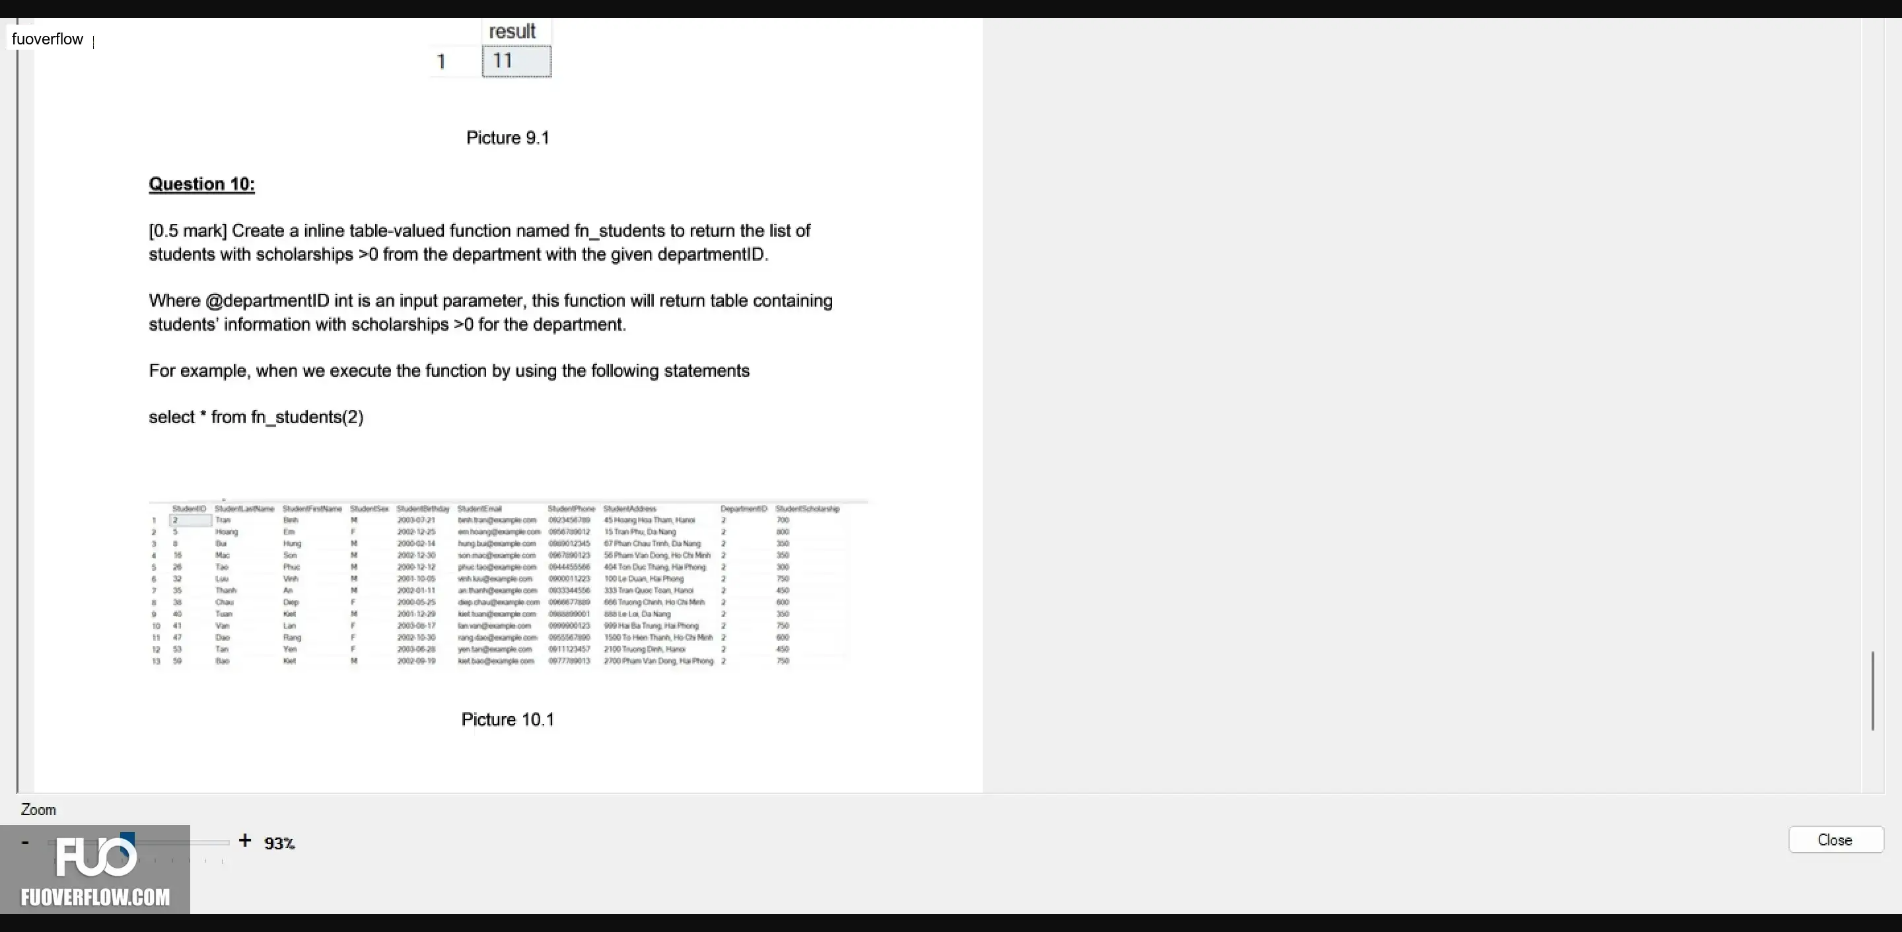 fuoverflow
result
1 11
Picture 9.1
Question 10:
[0.5 mark] Create a inline table-valued function named fn_students to return the list of
students with scholarships >0 from the department with the given departmentID.
Where @departmentID int is an input parameter, this function will return table containing
students' information with scholarships >0 for the department.
For example, when we execute the function by using the following statements
select * from fn_students(2)
StudentID StudentLastName StudentFirstName StudentSex StudentBirthday StudentEmail StudentPhone StudentAddress DepartmentID StudentScholarship
1 2 Tran Binh M 2003-07-21 binh.tran@example.com 0923456789 45 Hoang Hoa Tham, Hanoi 2 700
2 5 Hoang Em F 2002-12-25 em.hoang@example.com 0956789012 15 Tran Phu, Da Nang 2 800
3 8 Bui Hung M 2000-02-14 hung.bui@example.com 0989012345 67 Phan Chau Trinh, Da Nang 2 350
4 16 Mac Son M 2002-12-30 son.mac@example.com 0967890123 56 Pham Van Dong, Ho Chi Minh 2 350
5 26 Tao Phuc M 2000-12-12 phuc.tao@example.com 0944455566 404 Ton Duc Thang, Hai Phong 2 300
6 32 Luu Vinh M 2001-10-05 vinh.luu@example.com 0900011223 100 Le Duan, Hai Phong 2 750
7 35 Thanh An M 2002-01-11 an.thanh@example.com 0933344556 333 Tran Quoc Toan, Hanoi 2 450
8 38 Chau Diep F 2000-05-25 diep.chau@example.com 0966677889 666 Truong Chinh, Ho Chi Minh 2 600
9 40 Tuan Kiet M 2001-12-29 kiet.tuan@example.com 0988899001 888 Le Loi, Da Nang 2 350
10 41 Van Lan F 2003-08-17 lan.van@example.com 0999900123 999 Hai Ba Trung, Hai Phong 2 750
11 47 Dao Rang F 2002-10-30 rang.dao@example.com 0955567890 1500 To Hien Thanh, Ho Chi Minh 2 600
12 53 Tan Yen F 2003-06-28 yen.tan@example.com 0911123457 2100 Truong Dinh, Hanoi 2 450
13 59 Bao Kiet M 2002-09-19 kiet.bao@example.com 0977789013 2700 Pham Van Dong, Hai Phong 2 750
Picture 10.1
Zoom
- + 93%
Close
FUO
FUOVERFLOW.COM